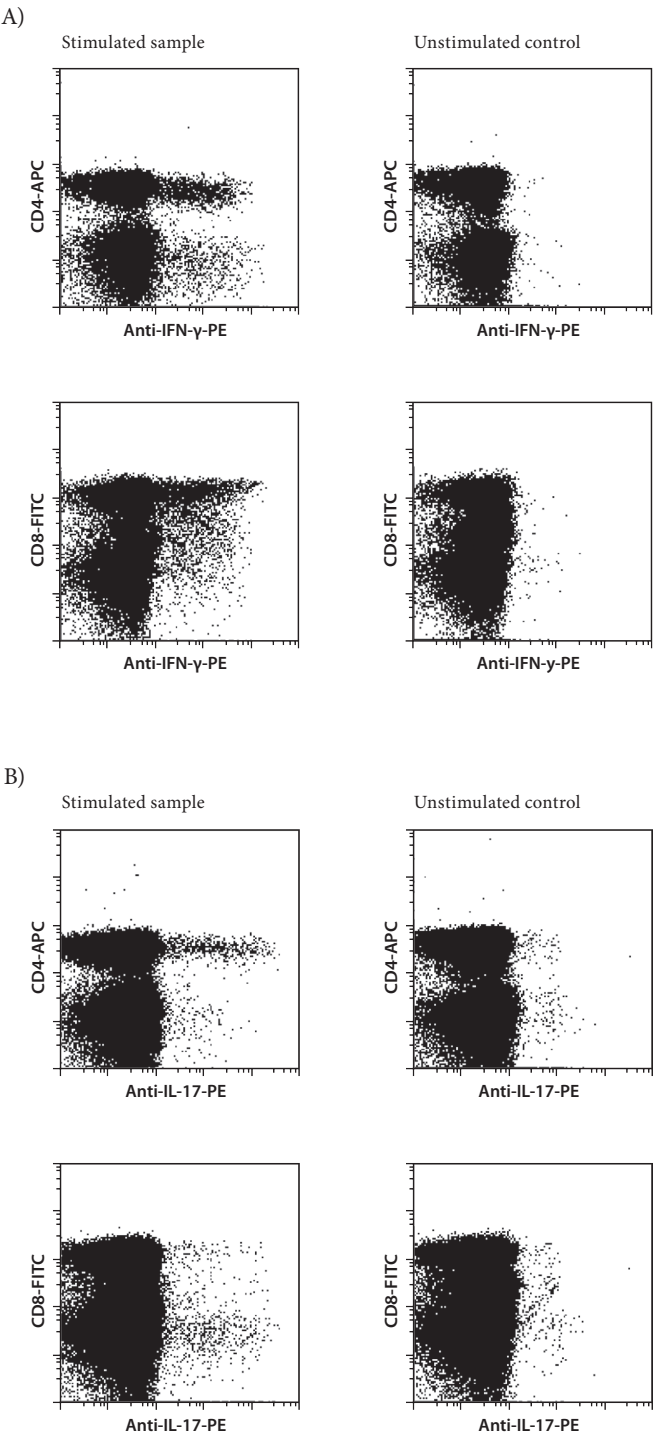 A)
Stimulated sample
Unstimulated control
CD4-APC
Anti-IFN-γ-PE
CD4-APC
Anti-IFN-γ-PE
CD8-FITC
Anti-IFN-γ-PE
CD8-FITC
Anti-IFN-y-PE
B)
Stimulated sample
Unstimulated control
CD4-APC
Anti-IL-17-PE
CD4-APC
Anti-IL-17-PE
CD8-FITC
Anti-IL-17-PE
CD8-FITC
Anti-IL-17-PE